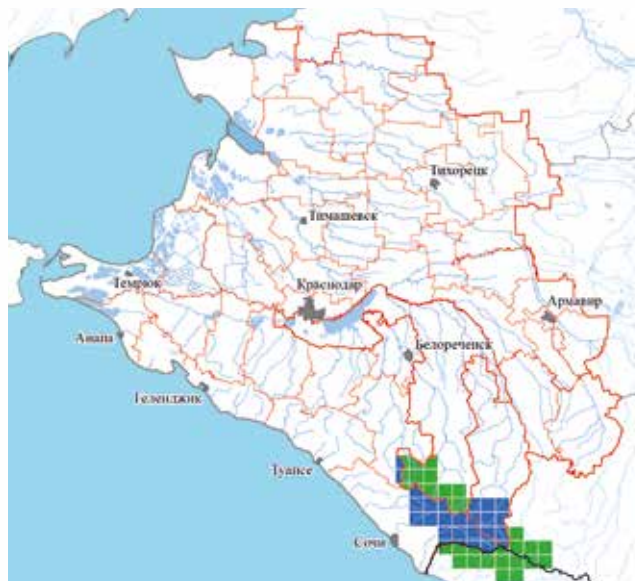 Тихорецк
Тимашевск
Темрюк
Краснодар
Армавир
Анапа
Белореченск
Геленджик
Туапсе
Сочи